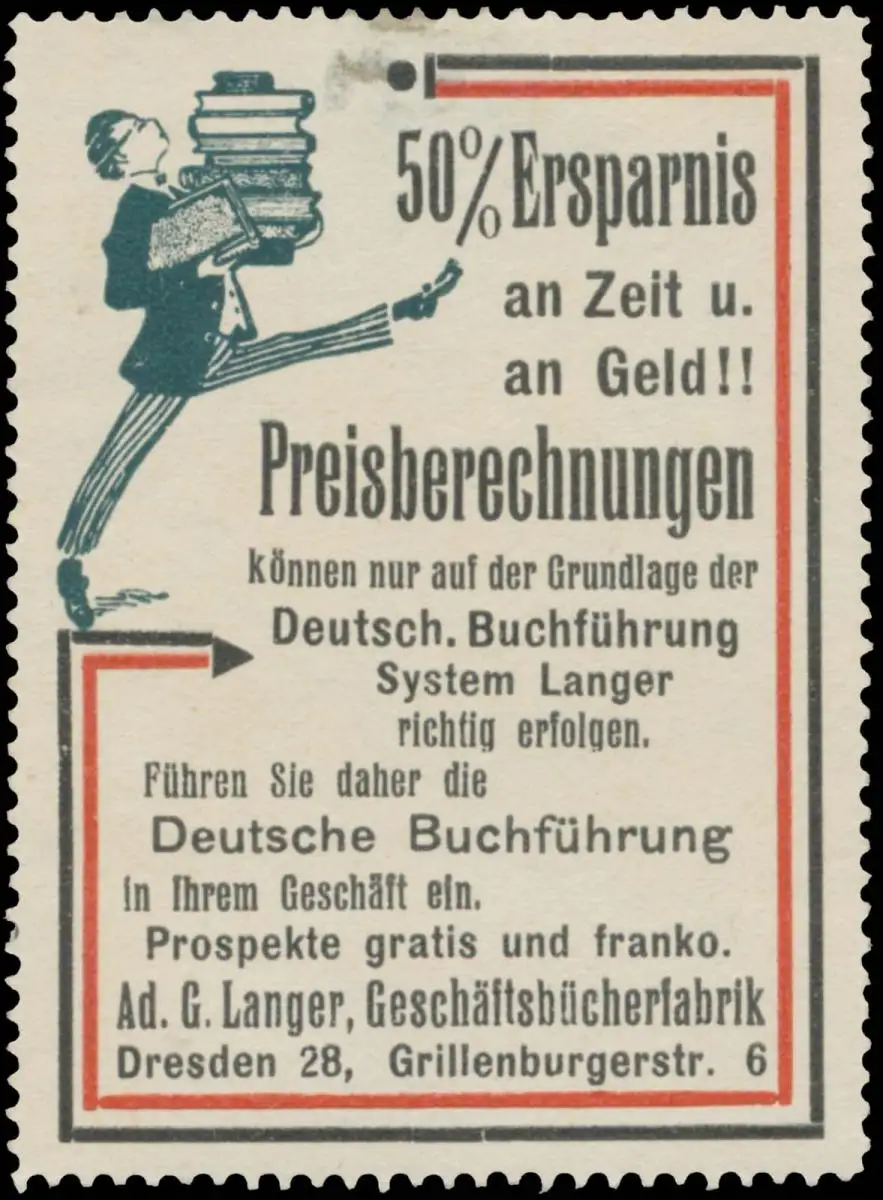 50% Ersparnis
an Zeit u.
an Geld!!
Preisberechnungen
können nur auf der Grundlage der
Deutsch. Buchführung
System Langer
richtig erfolgen.
Führen Sie daher die
Deutsche Buchführung
in Ihrem Geschäft ein.
Prospekte gratis und franko.
Ad. G. Langer, Geschäftsbücherfabrik
Dresden 28, Grillenburgerstr. 6